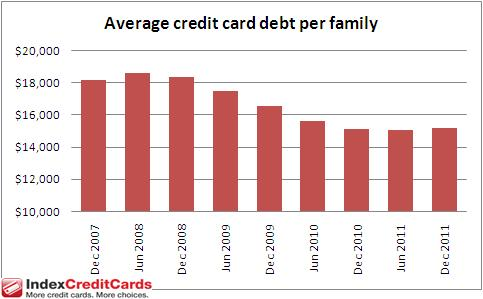 Average credit card debt per family
$20,000
$18,000
$16,000
$14,000
$12,000
$10,000
Dec 2007
Jun 2008
Dec 2008
Jun 2009
Dec 2009
Jun 2010
Dec 2010
Jun 2011
Dec 2011
IndexCreditCards
More credit cards. More choices.